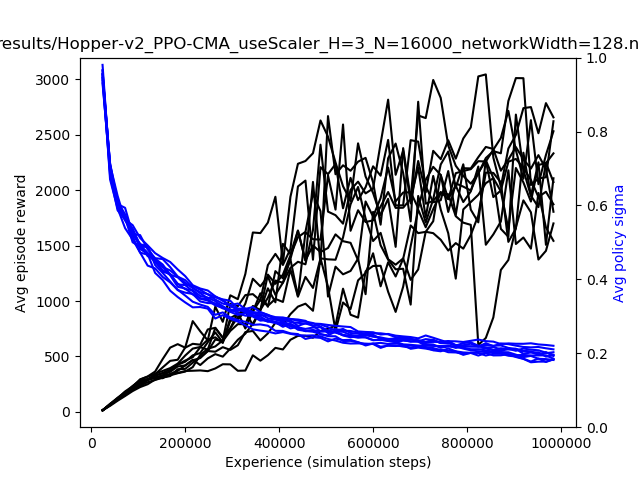 results/Hopper-v2_PPO-CMA_useScaler_H=3_N=16000_networkWidth=128.n
3000
2500
2000
1500
1000
500
0
Avg episode reward
1.0
0.8
0.6
0.4
0.2
0.0
Avg policy sigma
0 200000 400000 600000 800000 1000000
Experience (simulation steps)